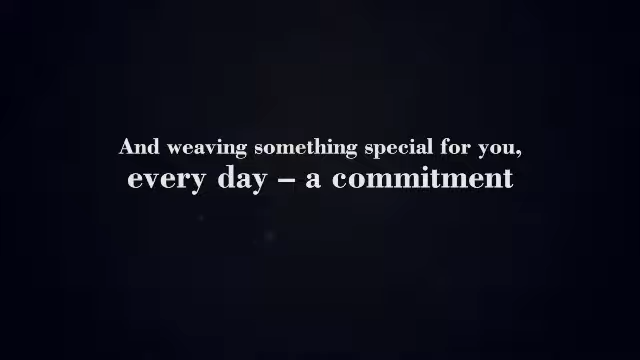 And weaving something special for you,
every day – a commitment